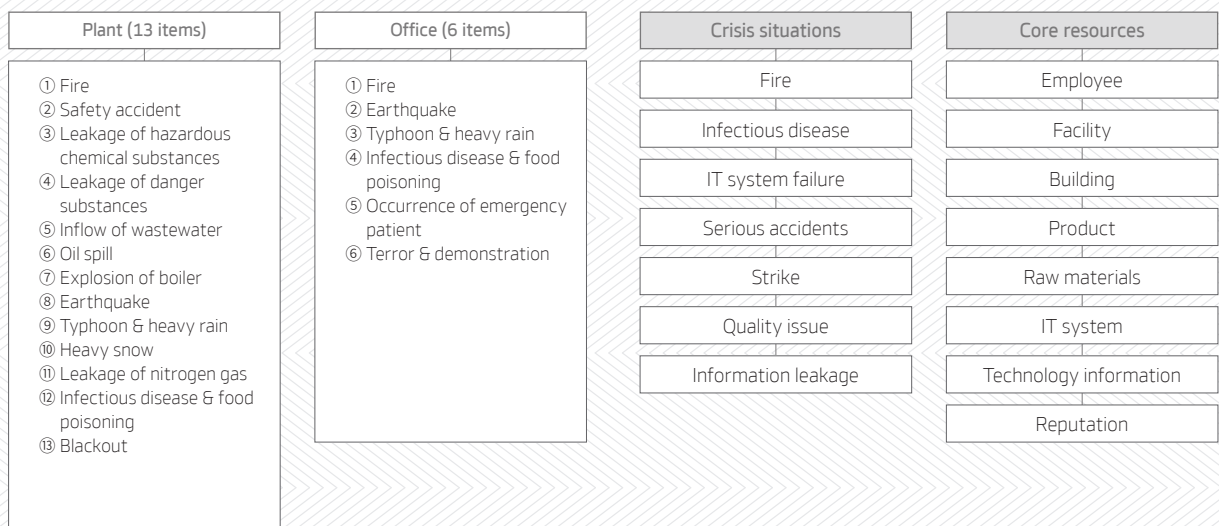 Plant (13 items)
① Fire
② Safety accident
③ Leakage of hazardous
chemical substances
④ Leakage of danger
substances
⑤ Inflow of wastewater
⑥ Oil spill
⑦ Explosion of boiler
⑧ Earthquake
⑨ Typhoon & heavy rain
⑩ Heavy snow
⑪ Leakage of nitrogen gas
⑫ Infectious disease & food
poisoning
⑬ Blackout
Office (6 items)
① Fire
② Earthquake
③ Typhoon & heavy rain
④ Infectious disease & food
poisoning
⑤ Occurrence of emergency
patient
⑥ Terror & demonstration
Crisis situations
Fire
Infectious disease
IT system failure
Serious accidents
Strike
Quality issue
Information leakage
Core resources
Employee
Facility
Building
Product
Raw materials
IT system
Technology information
Reputation